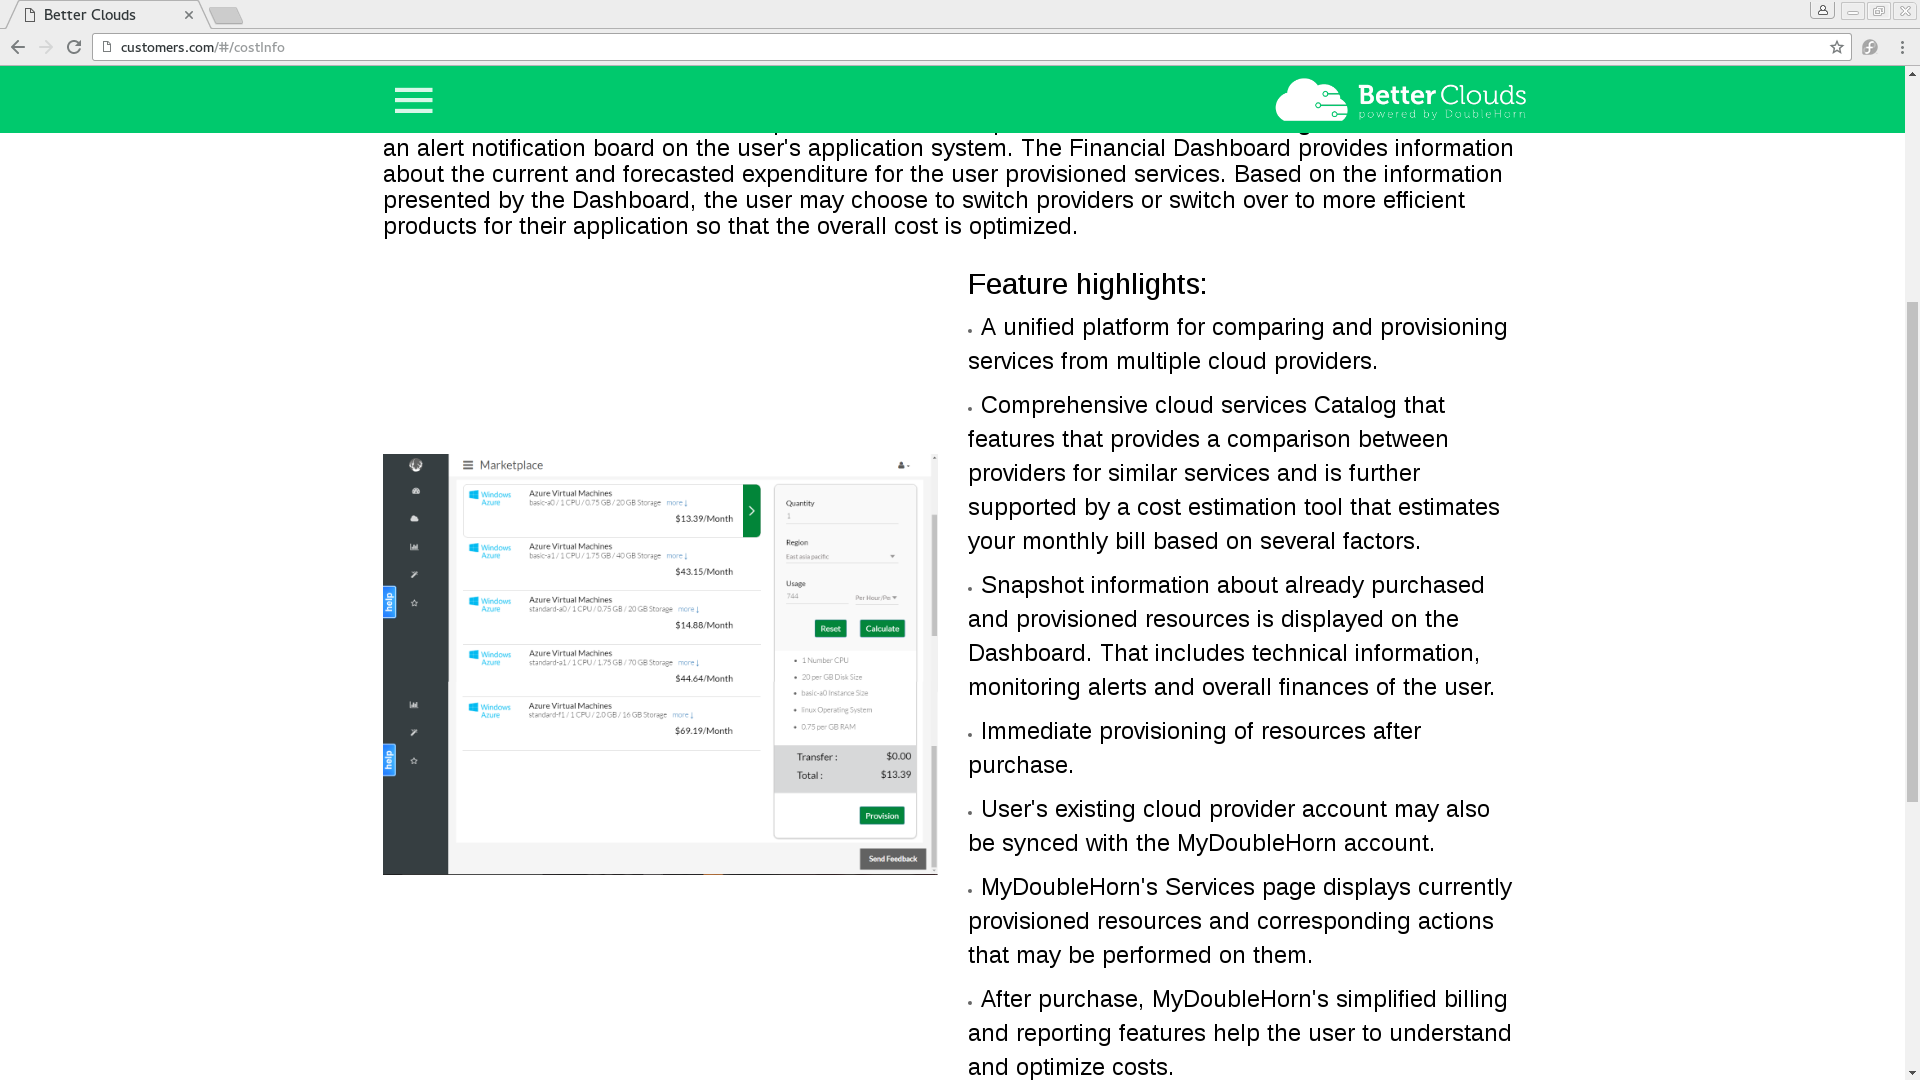 Better Clouds
customers.com/#/costInfo
Better Clouds
powered by DoubleHorn
an alert notification board on the user's application system. The Financial Dashboard provides information
about the current and forecasted expenditure for the user provisioned services. Based on the information
presented by the Dashboard, the user may choose to switch providers or switch over to more efficient
products for their application so that the overall cost is optimized.
Marketplace
Windows Azure
Azure Virtual Machines
basic-a0 / 1 CPU / 0.75 GB / 20 GB Storage more ↓
$13.39/Month
Windows Azure
Azure Virtual Machines
basic-a1 / 1 CPU / 1.75 GB / 40 GB Storage more ↓
$43.15/Month
Windows Azure
Azure Virtual Machines
standard-a0 / 1 CPU / 0.75 GB / 20 GB Storage more ↓
$14.88/Month
Windows Azure
Azure Virtual Machines
standard-a1 / 1 CPU / 1.75 GB / 70 GB Storage more ↓
$44.64/Month
Windows Azure
Azure Virtual Machines
standard-f1 / 1 CPU / 2.0 GB / 16 GB Storage more ↓
$69.19/Month
help
help
Quantity
1
Region
East asia pacific
Usage
744 Per Hour/Pe
Reset Calculate
• 1 Number CPU
• 20 per GB Disk Size
• basic-a0 Instance Size
• linux Operating System
• 0.75 per GB RAM
Transfer : $0.00
Total : $13.39
Provision
Send Feedback
Feature highlights:
• A unified platform for comparing and provisioning
services from multiple cloud providers.
• Comprehensive cloud services Catalog that
features that provides a comparison between
providers for similar services and is further
supported by a cost estimation tool that estimates
your monthly bill based on several factors.
• Snapshot information about already purchased
and provisioned resources is displayed on the
Dashboard. That includes technical information,
monitoring alerts and overall finances of the user.
• Immediate provisioning of resources after
purchase.
• User's existing cloud provider account may also
be synced with the MyDoubleHorn account.
• MyDoubleHorn's Services page displays currently
provisioned resources and corresponding actions
that may be performed on them.
• After purchase, MyDoubleHorn's simplified billing
and reporting features help the user to understand
and optimize costs.